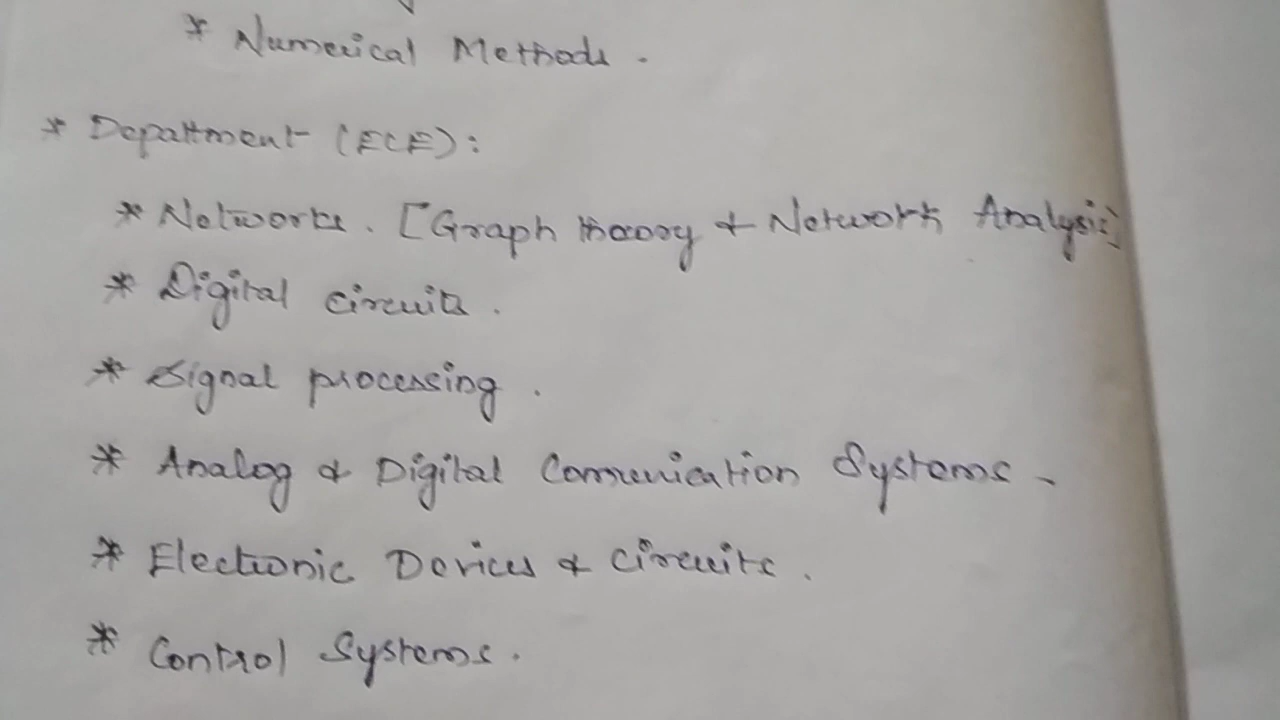 * Numerical Methods.
* Department (ECE):
* Networks. [Graph theory & Network Analysis]
* Digital circuits.
* Signal processing.
* Analog & Digital Communication Systems.
* Electronic Devices & Circuits.
* Control Systems.